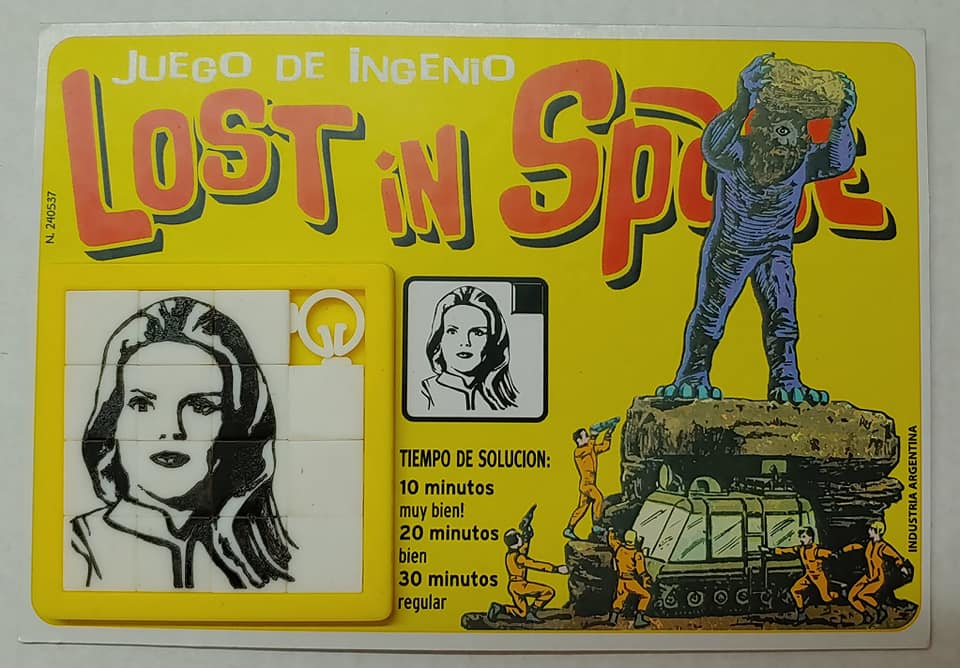 JUEGO DE INGENIO
LOST IN SPACE
N. 240537
TIEMPO DE SOLUCION:
10 minutos
muy bien!
20 minutos
bien
30 minutos
regular
INDUSTRIA ARGENTINA